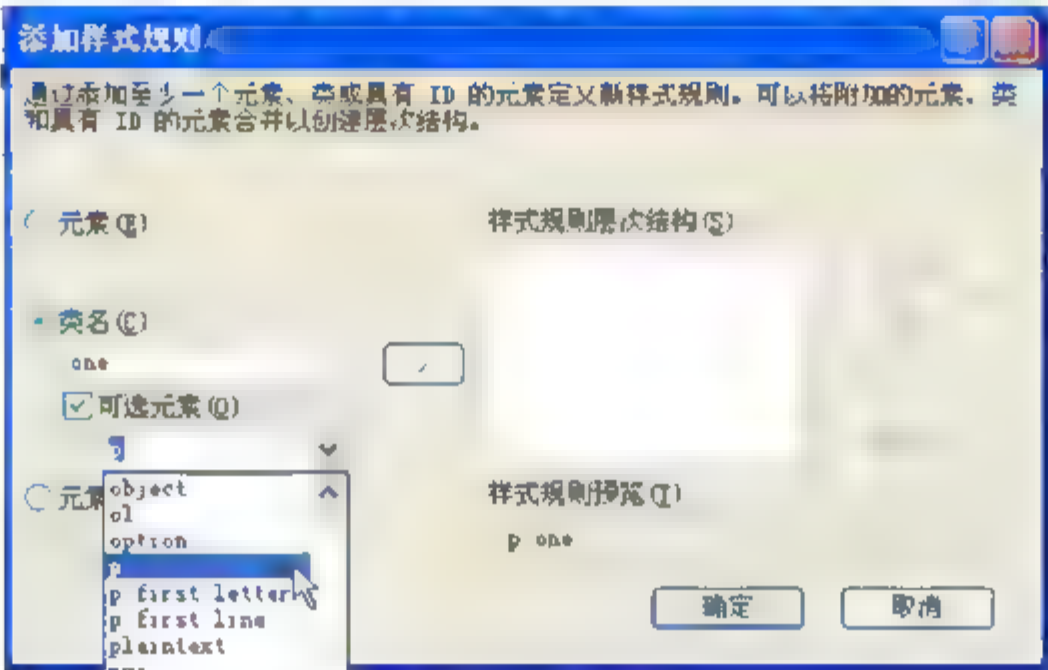 添加样式规则
通过添加至少一个元素、类或具有 ID 的元素定义新样式规则。可以将附加的元素、类
和具有 ID 的元素合并以创建层次结构。
元素(E)
样式规则层次结构(S)
类名(C)
one
可选元素(O)
p
元素
object
ol
option
p
p first letter
p first line
plaintext
样式规则预览(T)
p one
确定
取消